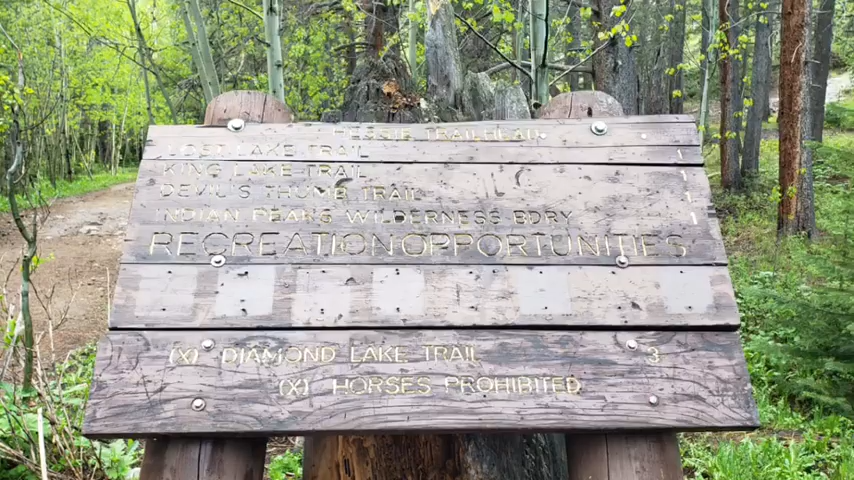 HESSIE TRAILHEAD
LOST LAKE TRAIL 1
KING LAKE TRAIL 1
DEVIL'S THUMB TRAIL 1
INDIAN PEAKS WILDERNESS BDRY 1
RECREATION OPPORTUNITIES
(X) DIAMOND LAKE TRAIL 3
(X) HORSES PROHIBITED